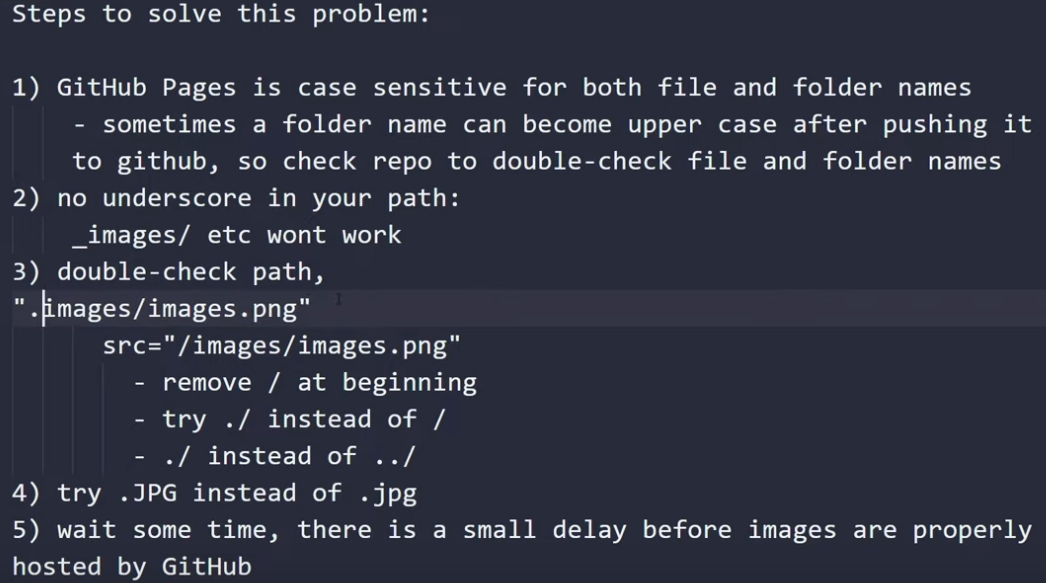 Steps to solve this problem:
1) GitHub Pages is case sensitive for both file and folder names
- sometimes a folder name can become upper case after pushing it
to github, so check repo to double-check file and folder names
2) no underscore in your path:
_images/ etc wont work
3) double-check path,
".images/images.png"
src="/images/images.png"
- remove / at beginning
- try ./ instead of /
- ./ instead of ../
4) try .JPG instead of .jpg
5) wait some time, there is a small delay before images are properly
hosted by GitHub